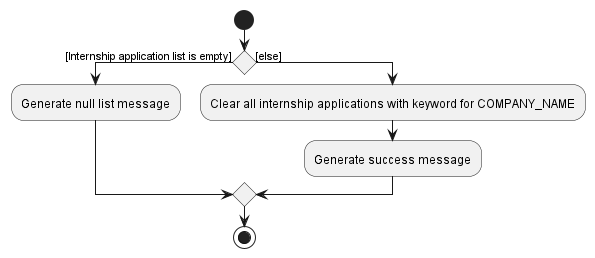 [Internship application list is empty]
[else]
Generate null list message
Clear all internship applications with keyword for COMPANY_NAME
Generate success message